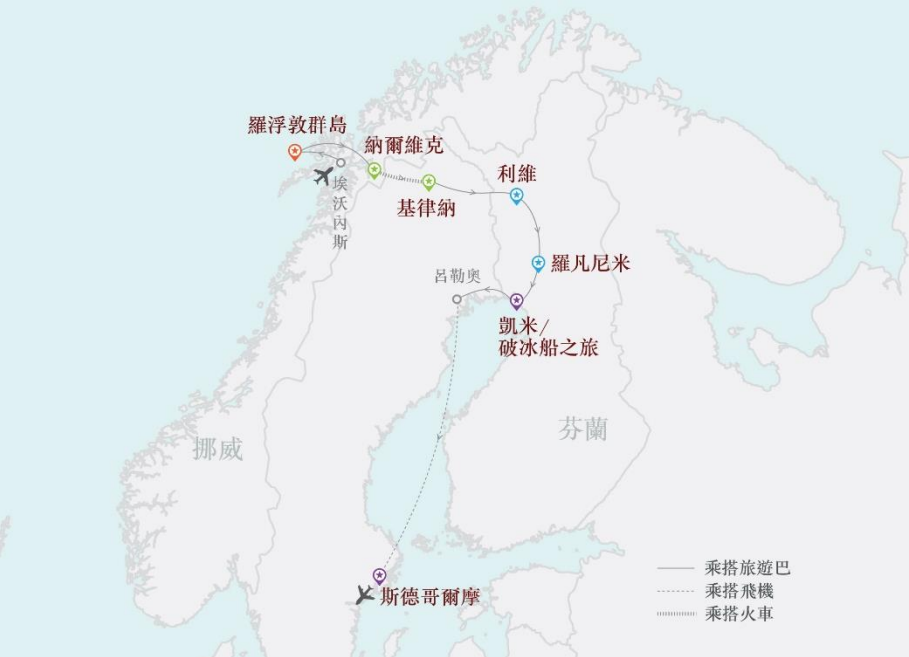 羅浮敦群島
納爾維克
埃沃內斯
基律納
利維
羅凡尼米
呂勒奧
凱米/
破冰船之旅
挪威
芬蘭
斯德哥爾摩
乘搭旅遊巴
乘搭飛機
乘搭火車